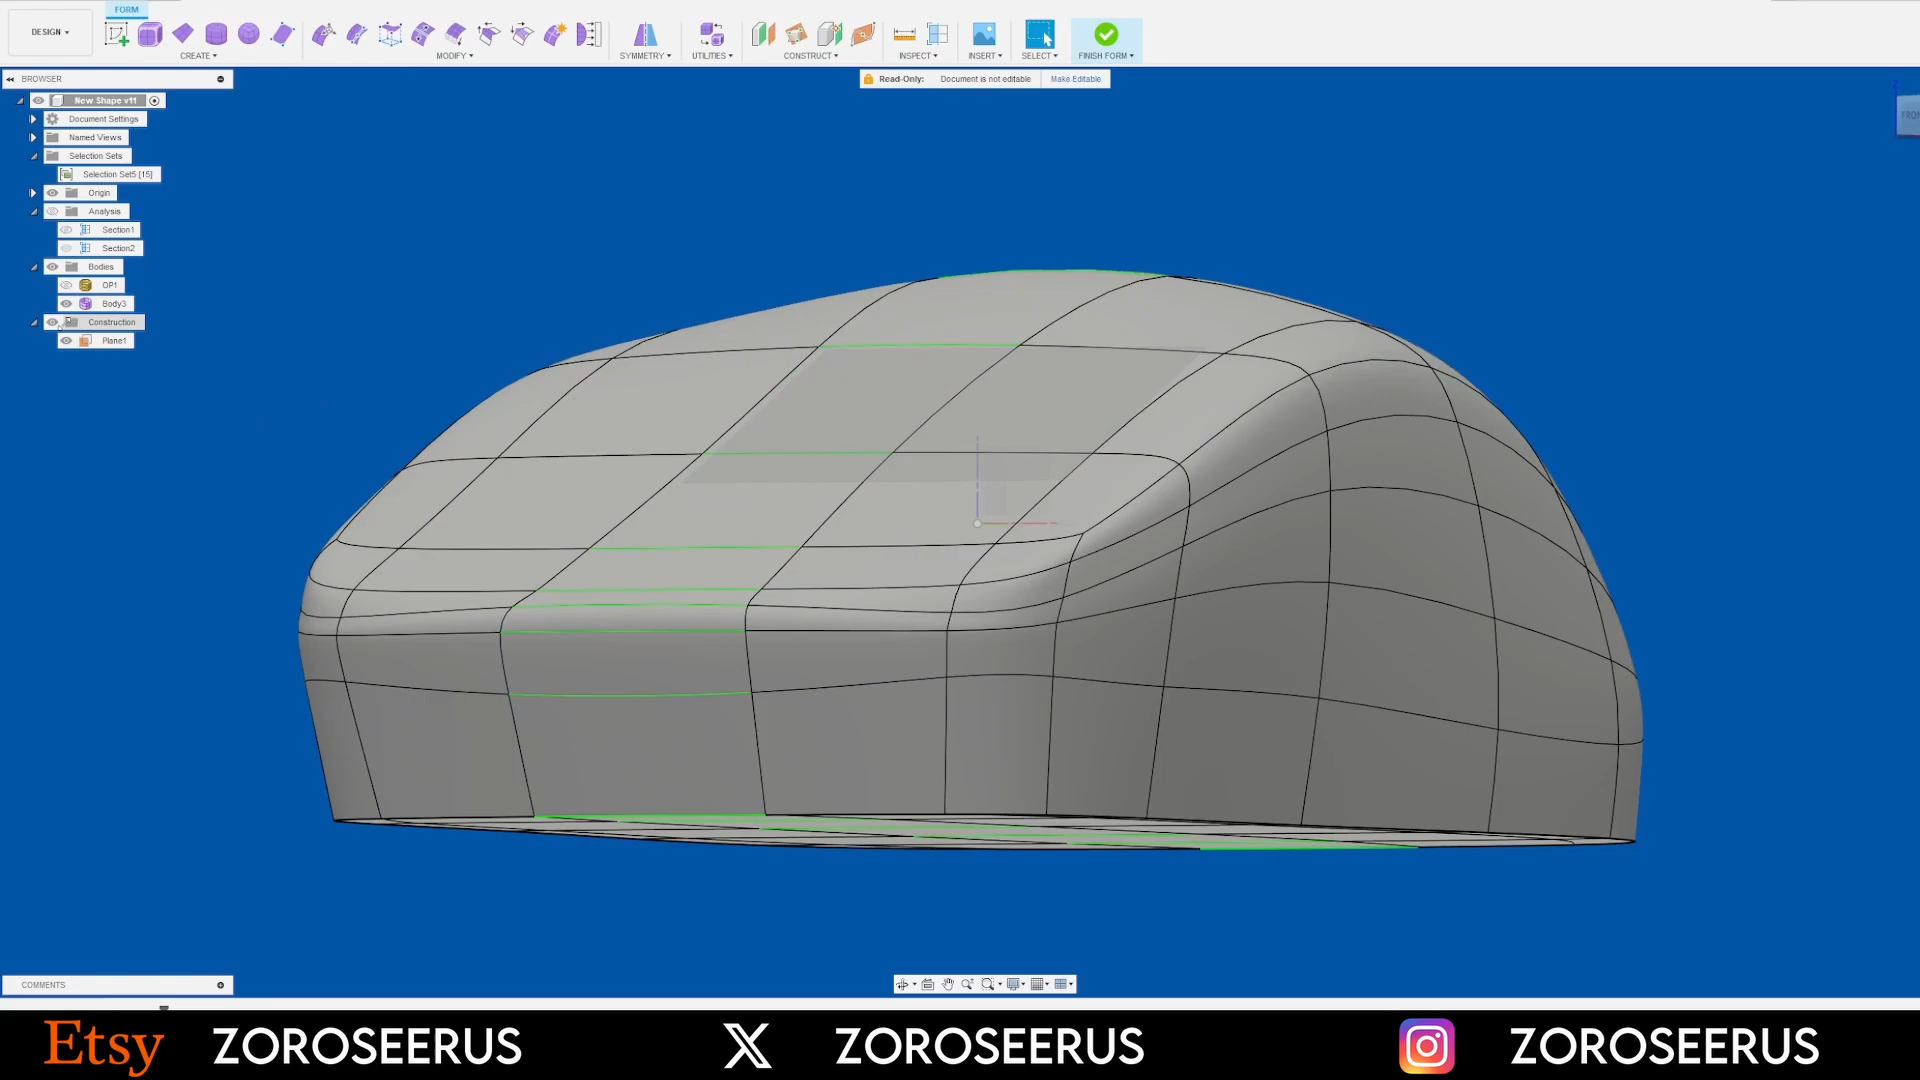 FORM
DESIGN
CREATE
MODIFY
SYMMETRY
UTILITIES
CONSTRUCT
INSPECT
INSERT
SELECT
FINISH FORM
BROWSER
Read-Only: Document is not editable Make Editable
New Shape v11
Document Settings
Named Views
Selection Sets
Selection Set5 [15]
Origin
Analysis
Section1
Section2
Bodies
OP1
Body3
Construction
Plane1
COMMENTS
Etsy ZOROSEERUS X ZOROSEERUS ZOROSEERUS